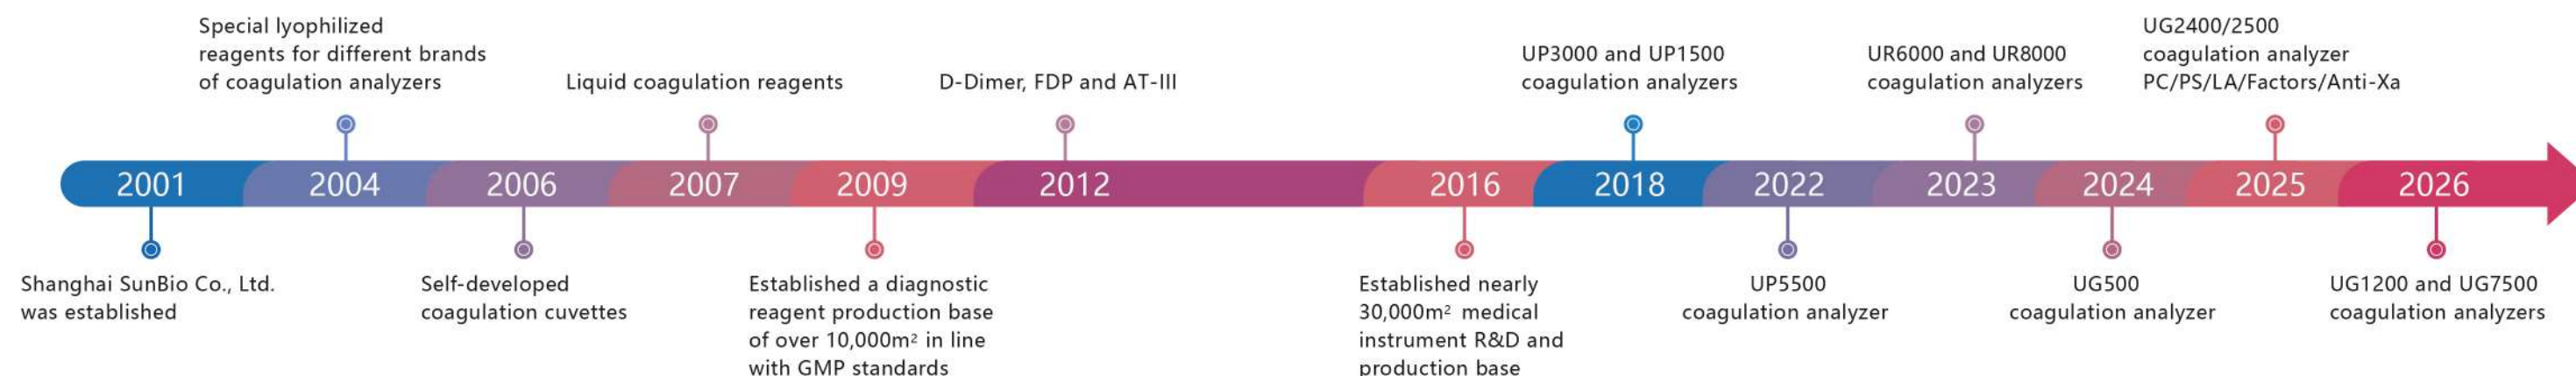 Special lyophilized
reagents for different brands
of coagulation analyzers
Liquid coagulation reagents
D-Dimer, FDP and AT-III
UP3000 and UP1500
coagulation analyzers
UR6000 and UR8000
coagulation analyzers
UG2400/2500
coagulation analyzer
PC/PS/LA/Factors/Anti-Xa
2001 2004 2006 2007 2009 2012 2016 2018 2022 2023 2024 2025 2026
Shanghai SunBio Co., Ltd.
was established
Self-developed
coagulation cuvettes
Established a diagnostic
reagent production base
of over 10,000m² in line
with GMP standards
Established nearly
30,000m² medical
instrument R&D and
production base
UP5500
coagulation analyzer
UG500
coagulation analyzer
UG1200 and UG7500
coagulation analyzers